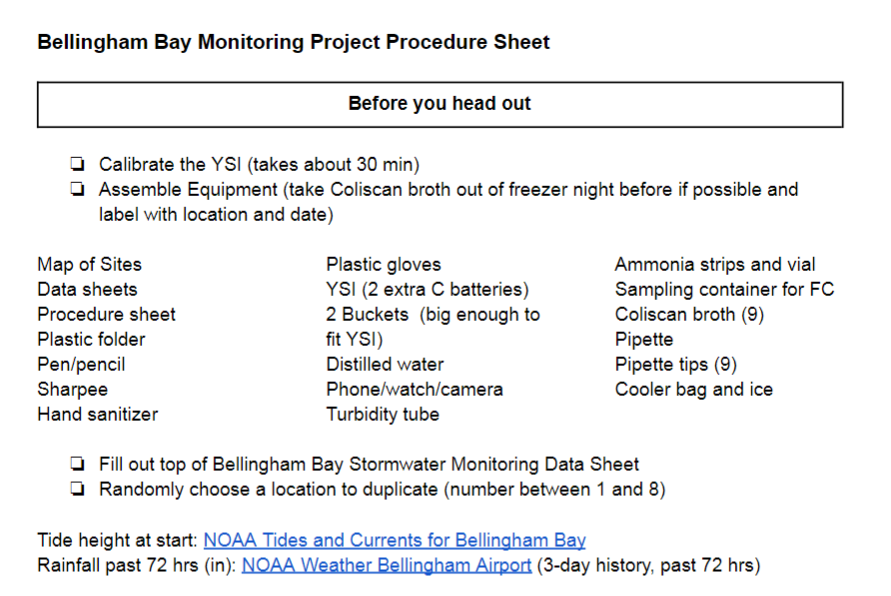 Bellingham Bay Monitoring Project Procedure Sheet
Before you head out
❏ Calibrate the YSI (takes about 30 min)
❏ Assemble Equipment (take Coliscan broth out of freezer night before if possible and
label with location and date)
Map of Sites
Data sheets
Procedure sheet
Plastic folder
Pen/pencil
Sharpee
Hand sanitizer
Plastic gloves
YSI (2 extra C batteries)
2 Buckets (big enough to
fit YSI)
Distilled water
Phone/watch/camera
Turbidity tube
Ammonia strips and vial
Sampling container for FC
Coliscan broth (9)
Pipette
Pipette tips (9)
Cooler bag and ice
❏ Fill out top of Bellingham Bay Stormwater Monitoring Data Sheet
❏ Randomly choose a location to duplicate (number between 1 and 8)
Tide height at start: NOAA Tides and Currents for Bellingham Bay
Rainfall past 72 hrs (in): NOAA Weather Bellingham Airport (3-day history, past 72 hrs)